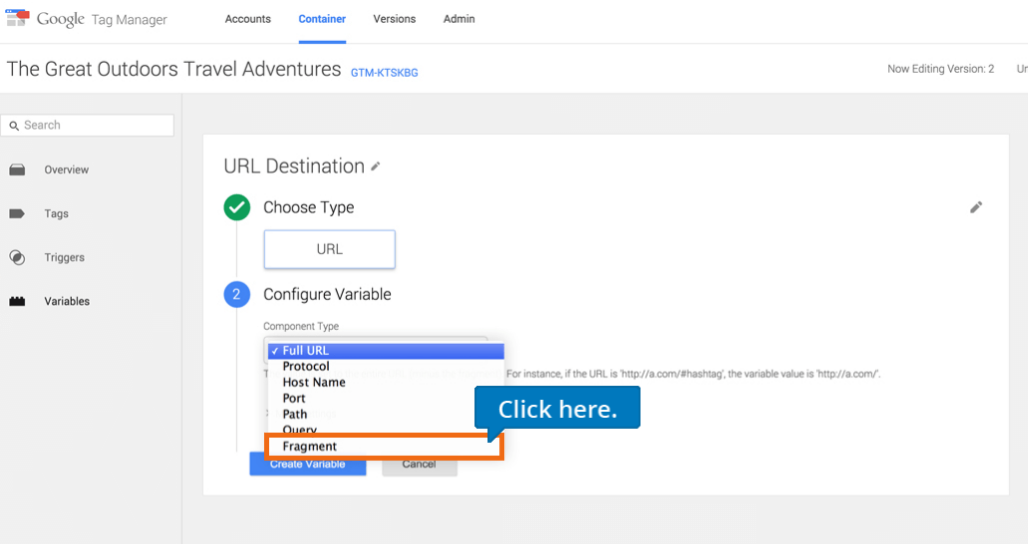 Google Tag Manager
Accounts
Container
Versions
Admin
The Great Outdoors Travel Adventures GTM-KTSKBG
Now Editing Version: 2
Search
Overview
Tags
Triggers
Variables
URL Destination
Choose Type
URL
2 Configure Variable
Component Type
✓ Full URL
Protocol
Host Name
Port
Path
Query
Fragment
For instance, if the URL is 'http://a.com/#hashtag', the variable value is 'http://a.com/'.
Click here.
Create Variable
Cancel